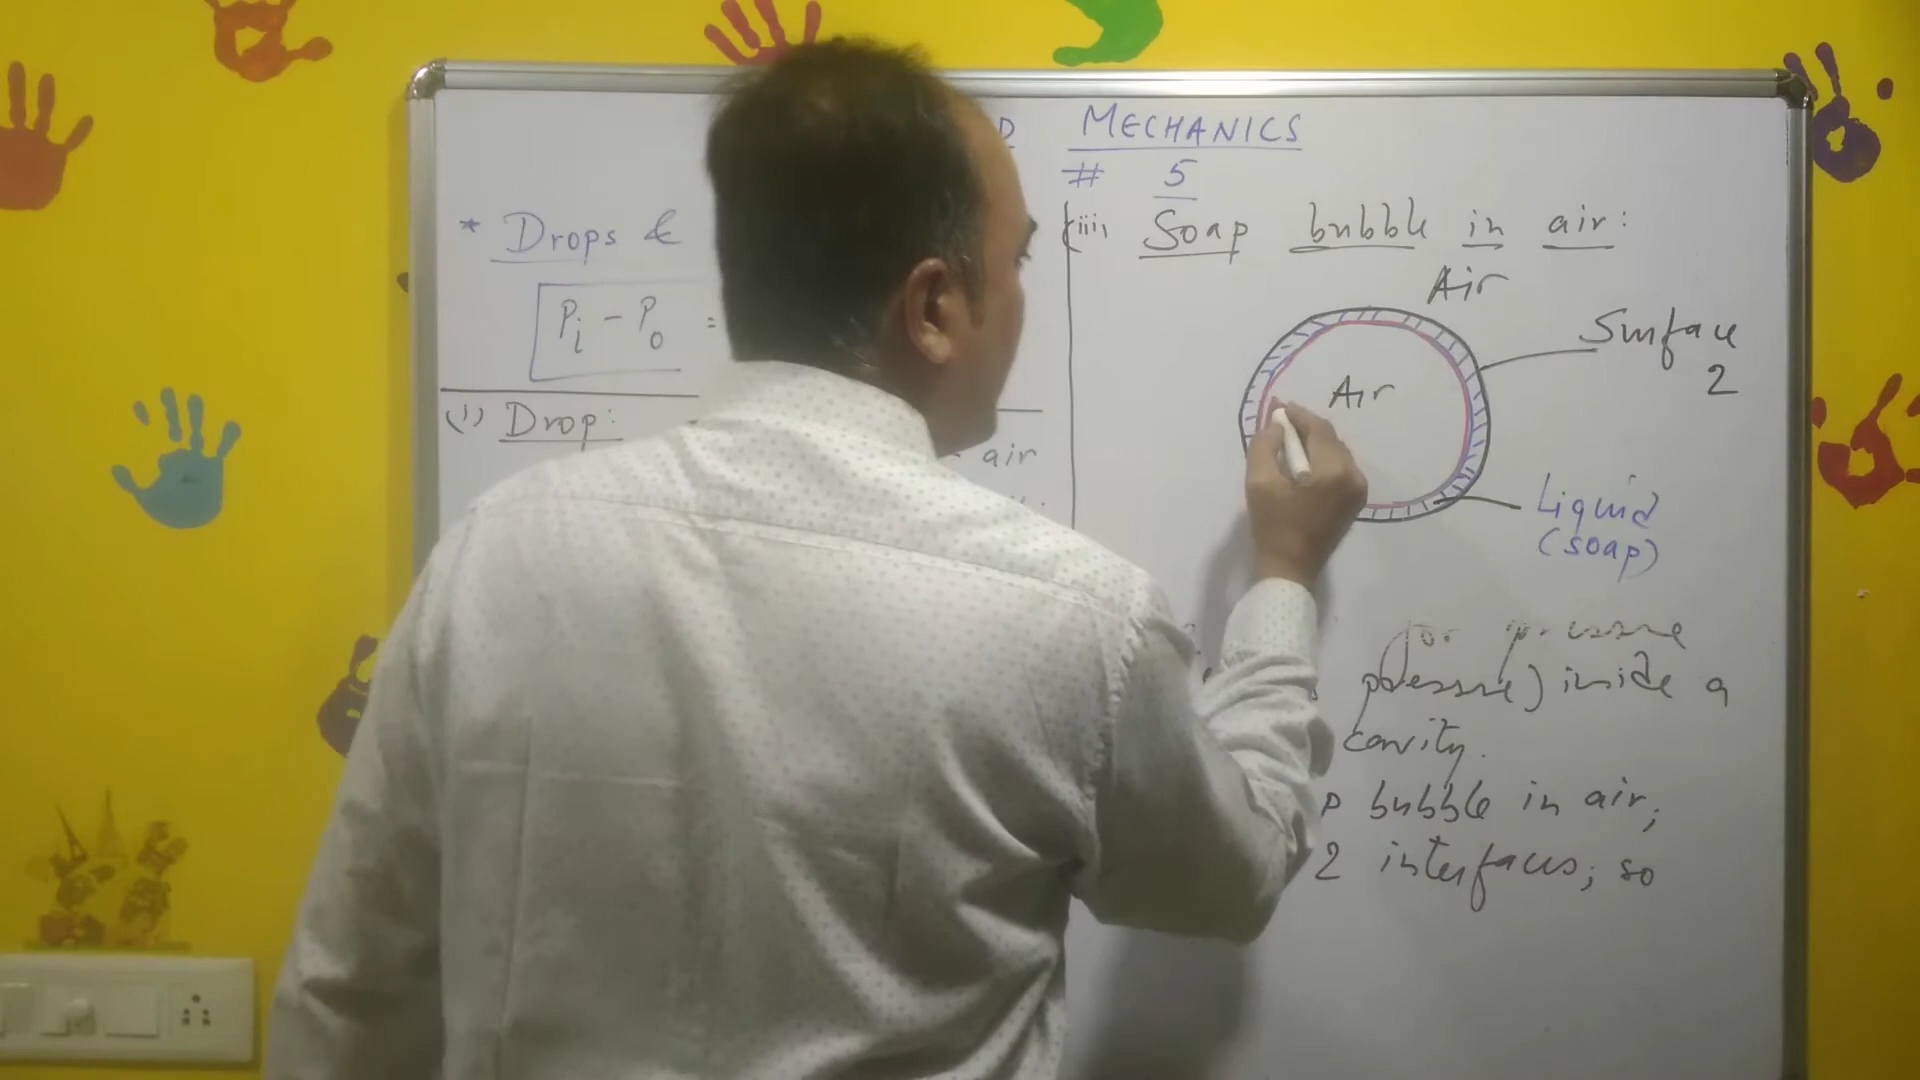 MECHANICS
# 5
* Drops &
Pi - Po =
(i) Drop:
air
(iii) Soap bubble in air:
Air
Surface
2
Air
Liquid
(soap)
pressure) inside a
cavity.
bubble in air;
2 interfaces; so